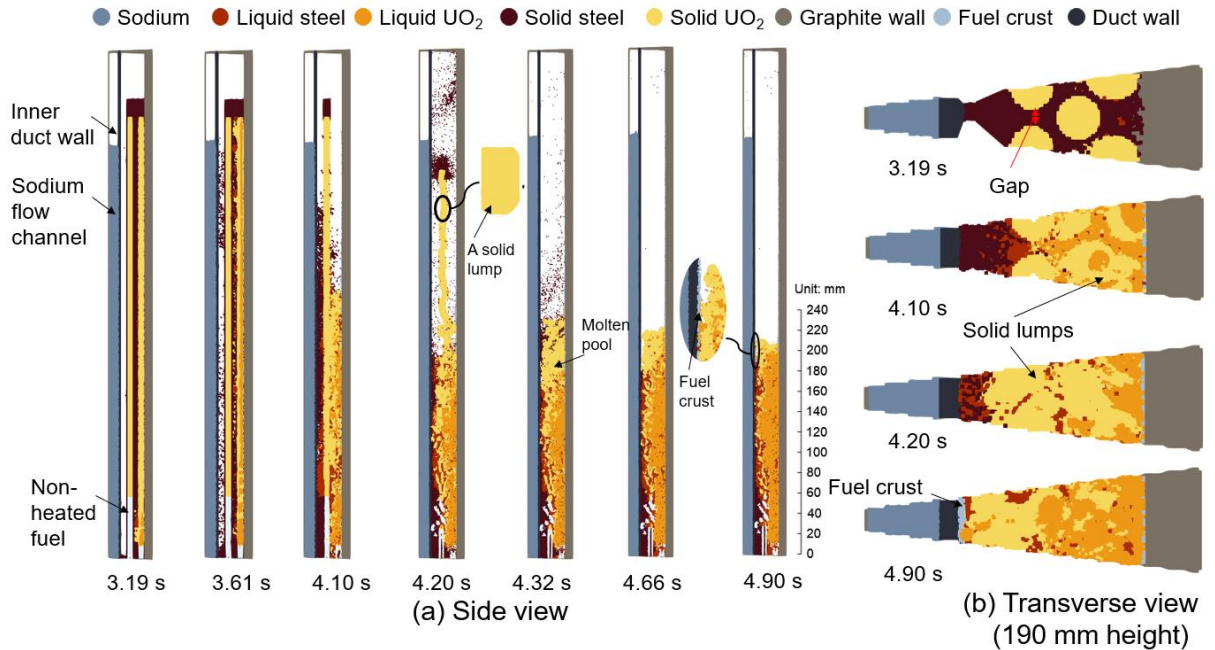 Sodium Liquid steel Liquid UO₂ Solid steel Solid UO₂ Graphite wall Fuel crust Duct wall
Inner
duct wall
Sodium
flow
channel
Non-
heated
fuel
A solid
lump
Molten
pool
Fuel
crust
Unit: mm
240
220
200
180
160
140
120
100
80
60
40
20
0
3.19 s
3.61 s
4.10 s
4.20 s
4.32 s
4.66 s
4.90 s
(a) Side view
3.19 s
Gap
4.10 s
Solid lumps
4.20 s
Fuel crust
4.90 s
(b) Transverse view
(190 mm height)